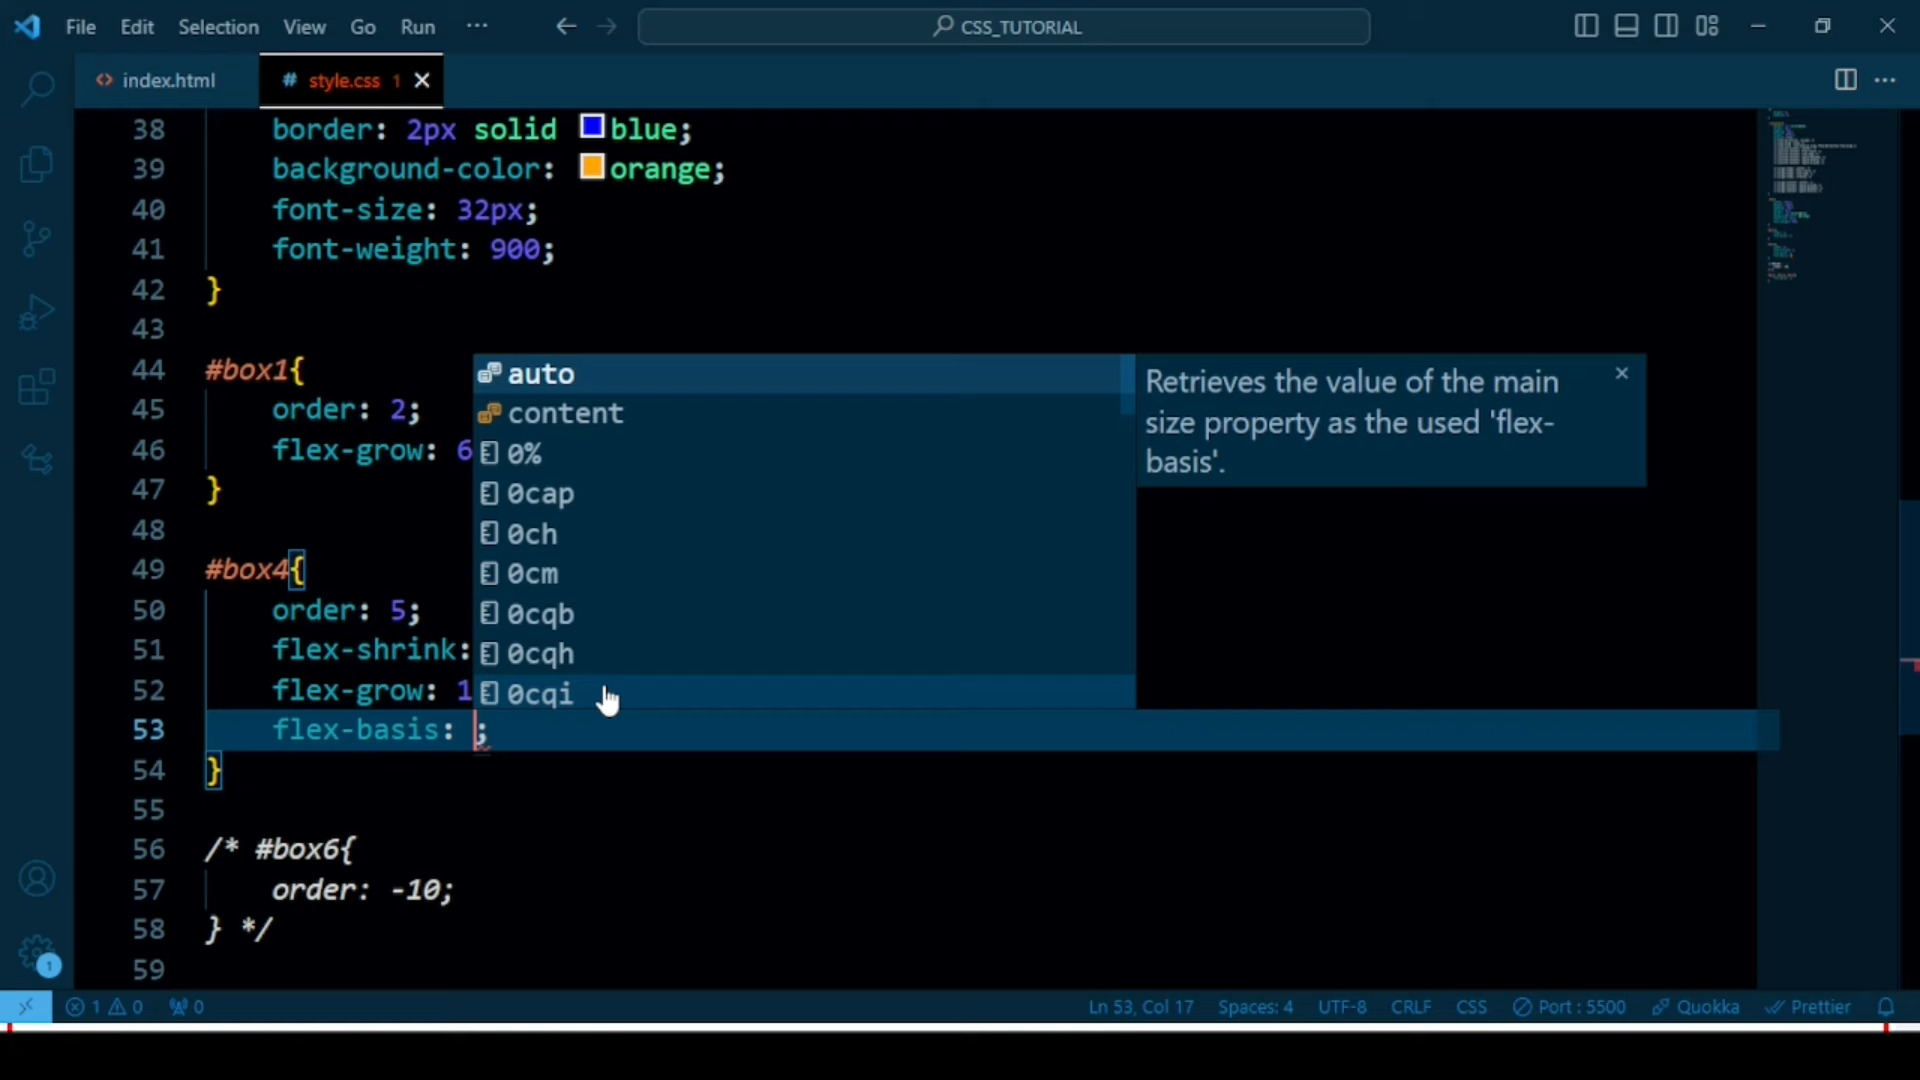 File Edit Selection View Go Run ··· CSS_TUTORIAL
index.html # style.css 1
38 border: 2px solid blue;
39 background-color: orange;
40 font-size: 32px;
41 font-weight: 900;
42 }
43
44 #box1{
45 order: 2;
46 flex-grow: 6
47 }
48
49 #box4{
50 order: 5;
51 flex-shrink:
52 flex-grow: 1
53 flex-basis: ;
54 }
55
56 /* #box6{
57 order: -10;
58 } */
59
auto
content
0%
0cap
0ch
0cm
0cqb
0cqh
0cqi
Retrieves the value of the main
size property as the used 'flex-
basis'.
1
1 0 0 Ln 53, Col 17 Spaces: 4 UTF-8 CRLF CSS Port : 5500 Quokka Prettier